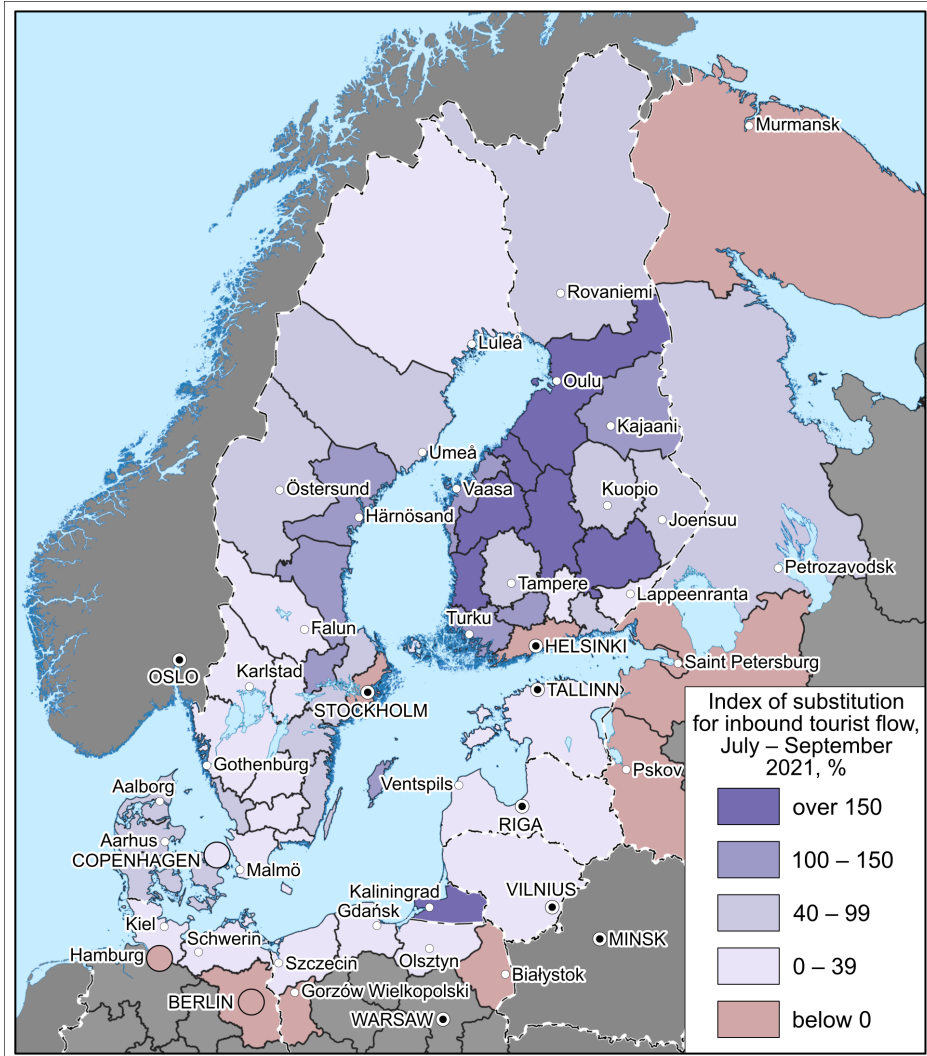 Murmansk
Rovaniemi
Luleå
Oulu
Kajaani
Umeå
Östersund
Vaasa
Kuopio
Härnösand
Joensuu
Petrozavodsk
Tampere
Lappeenranta
Turku
Falun
HELSINKI
OSLO
Karlstad
Saint Petersburg
STOCKHOLM
TALLINN
Gothenburg
Pskov
Aalborg
Ventspils
RIGA
Aarhus
COPENHAGEN
Malmö
Kaliningrad
VILNIUS
Gdańsk
Kiel
MINSK
Schwerin
Hamburg
Szczecin
Olsztyn
Białystok
Gorzów Wielkopolski
BERLIN
WARSAW
Index of substitution
for inbound tourist flow,
July – September
2021, %
over 150
100 – 150
40 – 99
0 – 39
below 0